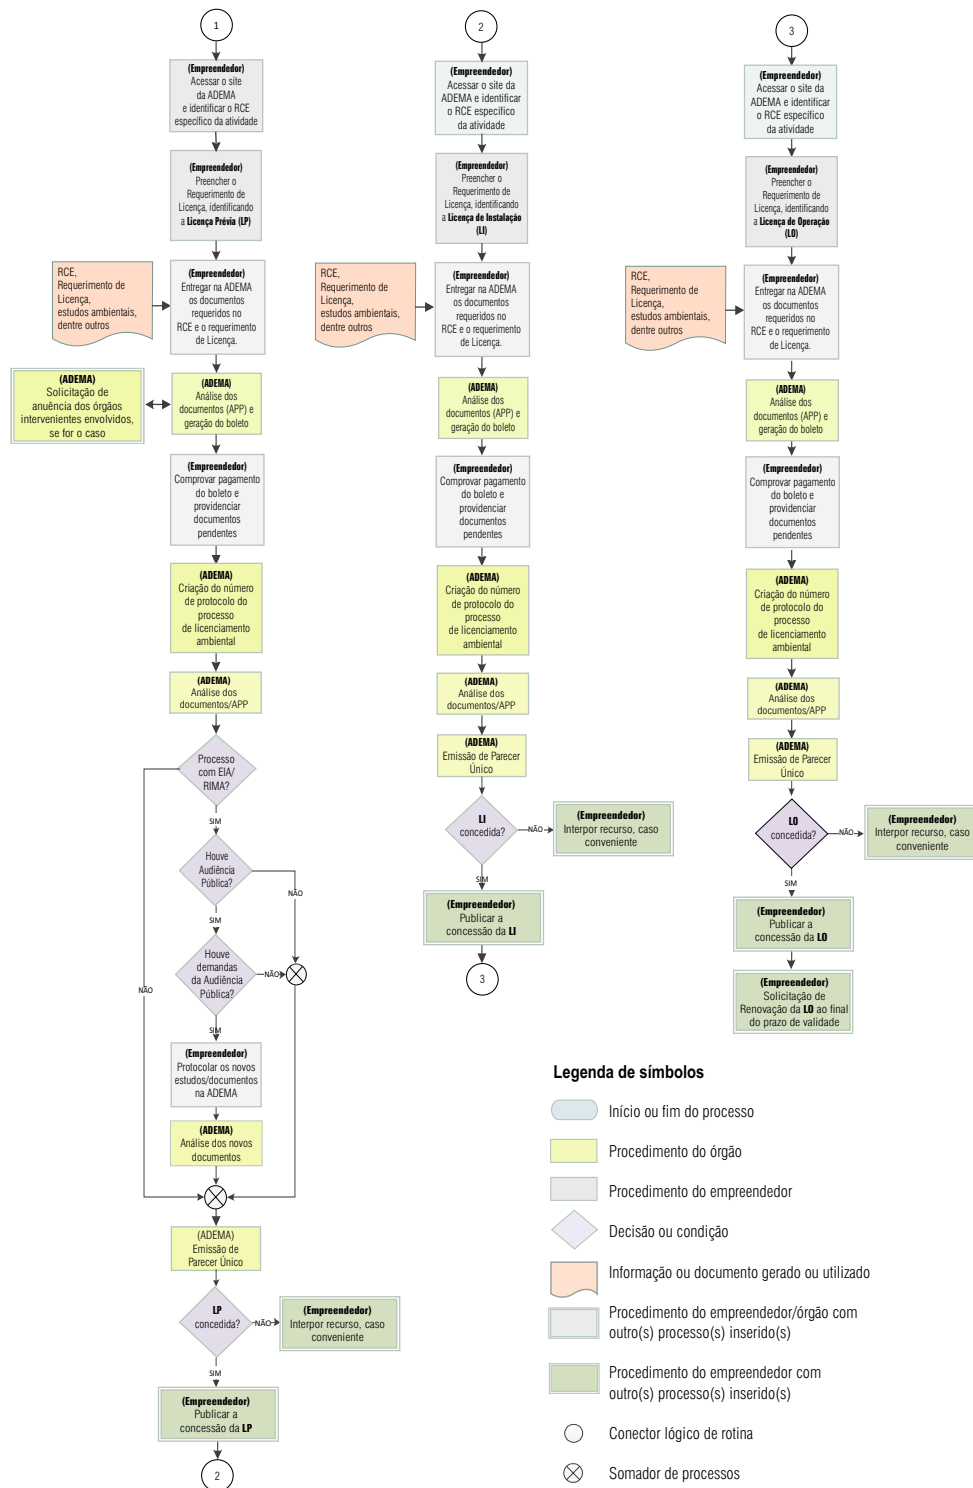 1
(Empreendedor)
Acessar o site
da ADEMA
e identificar o RCE
específico da atividade
(Empreendedor)
Preencher o
Requerimento de
Licença, identificando
a Licença Prévia (LP)
RCE,
Requerimento de
Licença,
estudos ambientais,
dentre outros
(Empreendedor)
Entregar na ADEMA
os documentos
requeridos no
RCE e o requerimento
de Licença.
(ADEMA)
Solicitação de
anuência dos órgãos
intervenientes envolvidos,
se for o caso
(ADEMA)
Análise dos
documentos (APP) e
geração do boleto
(Empreendedor)
Comprovar pagamento
do boleto e
providenciar
documentos
pendentes
(ADEMA)
Criação do número
de protocolo do
processo
de licenciamento
ambiental
(ADEMA)
Análise dos
documentos/APP
Processo
com EIA/
RIMA?
SIM
Houve
Audiência
Pública?
NÃO
SIM
Houve
demandas
da Audiência
Pública?
NÃO
NÃO
SIM
(Empreendedor)
Protocolar os novos
estudos/documentos
na ADEMA
(ADEMA)
Análise dos novos
documentos
(ADEMA)
Emissão de
Parecer Único
LP
concedida?
NÃO
(Empreendedor)
Interpor recurso, caso
conveniente
SIM
(Empreendedor)
Publicar a
concessão da LP
2
2
(Empreendedor)
Acessar o site da
ADEMA e identificar
o RCE específico
da atividade
(Empreendedor)
Preencher o
Requerimento de
Licença, identificando
a Licença de Instalação
(LI)
RCE,
Requerimento de
Licença,
estudos ambientais,
dentre outros
(Empreendedor)
Entregar na ADEMA
os documentos
requeridos no
RCE e o requerimento
de Licença.
(ADEMA)
Análise dos
documentos (APP) e
geração do boleto
(Empreendedor)
Comprovar pagamento
do boleto e
providenciar
documentos
pendentes
(ADEMA)
Criação do número
de protocolo do
processo
de licenciamento
ambiental
(ADEMA)
Análise dos
documentos/APP
(ADEMA)
Emissão de Parecer
Único
LI
concedida?
NÃO
(Empreendedor)
Interpor recurso, caso
conveniente
SIM
(Empreendedor)
Publicar a
concessão da LI
3
3
(Empreendedor)
Acessar o site da
ADEMA e identificar
o RCE específico
da atividade
(Empreendedor)
Preencher o
Requerimento de
Licença, identificando
a Licença de Operação
(LO)
RCE,
Requerimento de
Licença,
estudos ambientais,
dentre outros
(Empreendedor)
Entregar na ADEMA
os documentos
requeridos no
RCE e o requerimento
de Licença.
(ADEMA)
Análise dos
documentos (APP) e
geração do boleto
(Empreendedor)
Comprovar pagamento
do boleto e
providenciar
documentos
pendentes
(ADEMA)
Criação do número
de protocolo do
processo
de licenciamento
ambiental
(ADEMA)
Análise dos
documentos/APP
(ADEMA)
Emissão de Parecer
Único
LO
concedida?
NÃO
(Empreendedor)
Interpor recurso, caso
conveniente
SIM
(Empreendedor)
Publicar a
concessão da LO
(Empreendedor)
Solicitação de
Renovação da LO ao final
do prazo de validade
Legenda de símbolos
Início ou fim do processo
Procedimento do órgão
Procedimento do empreendedor
Decisão ou condição
Informação ou documento gerado ou utilizado
Procedimento do empreendedor/órgão com
outro(s) processo(s) inserido(s)
Procedimento do empreendedor com
outro(s) processo(s) inserido(s)
Conector lógico de rotina
Somador de processos